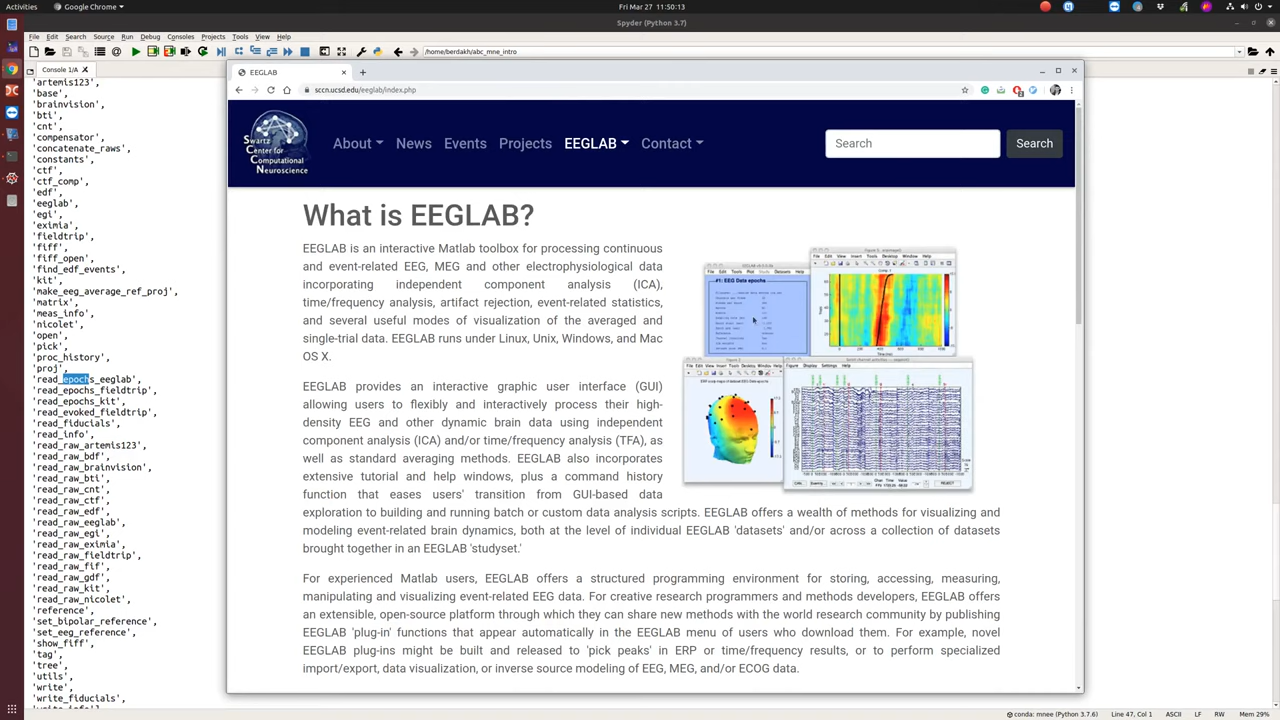 Activities
Google Chrome
Fri Mar 27, 11:50:13
Spyder (Python 3.7)
File Edit Search Source Run Debug Consoles Projects Tools View Help
/home/berdakh/abc_mne_intro
Console 1/A
'artemis123',
'base',
'brainvision',
'bti',
'cnt',
'compensator',
'concatenate_raws',
'constants',
'ctf',
'ctf_comp',
'edf',
'eeglab',
'egi',
'eximia',
'fieldtrip',
'fiff',
'fiff_open',
'find_edf_events',
'kit',
'make_eeg_average_ref_proj',
'matrix',
'meas_info',
'nicolet',
'open',
'pick',
'proc_history',
'proj',
'read_epochs_eeglab',
'read_epochs_fieldtrip',
'read_epochs_kit',
'read_evoked_fieldtrip',
'read_fiducials',
'read_info',
'read_raw_artemis123',
'read_raw_bdf',
'read_raw_brainvision',
'read_raw_bti',
'read_raw_cnt',
'read_raw_ctf',
'read_raw_edf',
'read_raw_eeglab',
'read_raw_egi',
'read_raw_eximia',
'read_raw_fieldtrip',
'read_raw_fif',
'read_raw_gdf',
'read_raw_kit',
'read_raw_nicolet',
'reference',
'set_bipolar_reference',
'set_eeg_reference',
'show_fiff',
'tag',
'tree',
'utils',
'write',
'write_fiducials',
EEGLAB
sccn.ucsd.edu/eeglab/index.php
Swartz
Center for
Computational
Neuroscience
About News Events Projects EEGLAB Contact
Search
Search
What is EEGLAB?
EEGLAB is an interactive Matlab toolbox for processing continuous
and event-related EEG, MEG and other electrophysiological data
incorporating independent component analysis (ICA),
time/frequency analysis, artifact rejection, event-related statistics,
and several useful modes of visualization of the averaged and
single-trial data. EEGLAB runs under Linux, Unix, Windows, and Mac
OS X.
EEGLAB provides an interactive graphic user interface (GUI)
allowing users to flexibly and interactively process their high-
density EEG and other dynamic brain data using independent
component analysis (ICA) and/or time/frequency analysis (TFA), as
well as standard averaging methods. EEGLAB also incorporates
extensive tutorial and help windows, plus a command history
function that eases users' transition from GUI-based data
exploration to building and running batch or custom data analysis scripts. EEGLAB offers a wealth of methods for visualizing and
modeling event-related brain dynamics, both at the level of individual EEGLAB 'datasets' and/or across a collection of datasets
brought together in an EEGLAB 'studyset.'
For experienced Matlab users, EEGLAB offers a structured programming environment for storing, accessing, measuring,
manipulating and visualizing event-related EEG data. For creative research programmers and methods developers, EEGLAB offers
an extensible, open-source platform through which they can share new methods with the world research community by publishing
EEGLAB 'plug-in' functions that appear automatically in the EEGLAB menu of users who download them. For example, novel
EEGLAB plug-ins might be built and released to 'pick peaks' in ERP or time/frequency results, or to perform specialized
import/export, data visualization, or inverse source modeling of EEG, MEG, and/or ECOG data.
#1: EEG Data epochs
conda: mnee (Python 3.7.6)
Line 47, Col 1
ASCII
LF
RW
Mem 29%